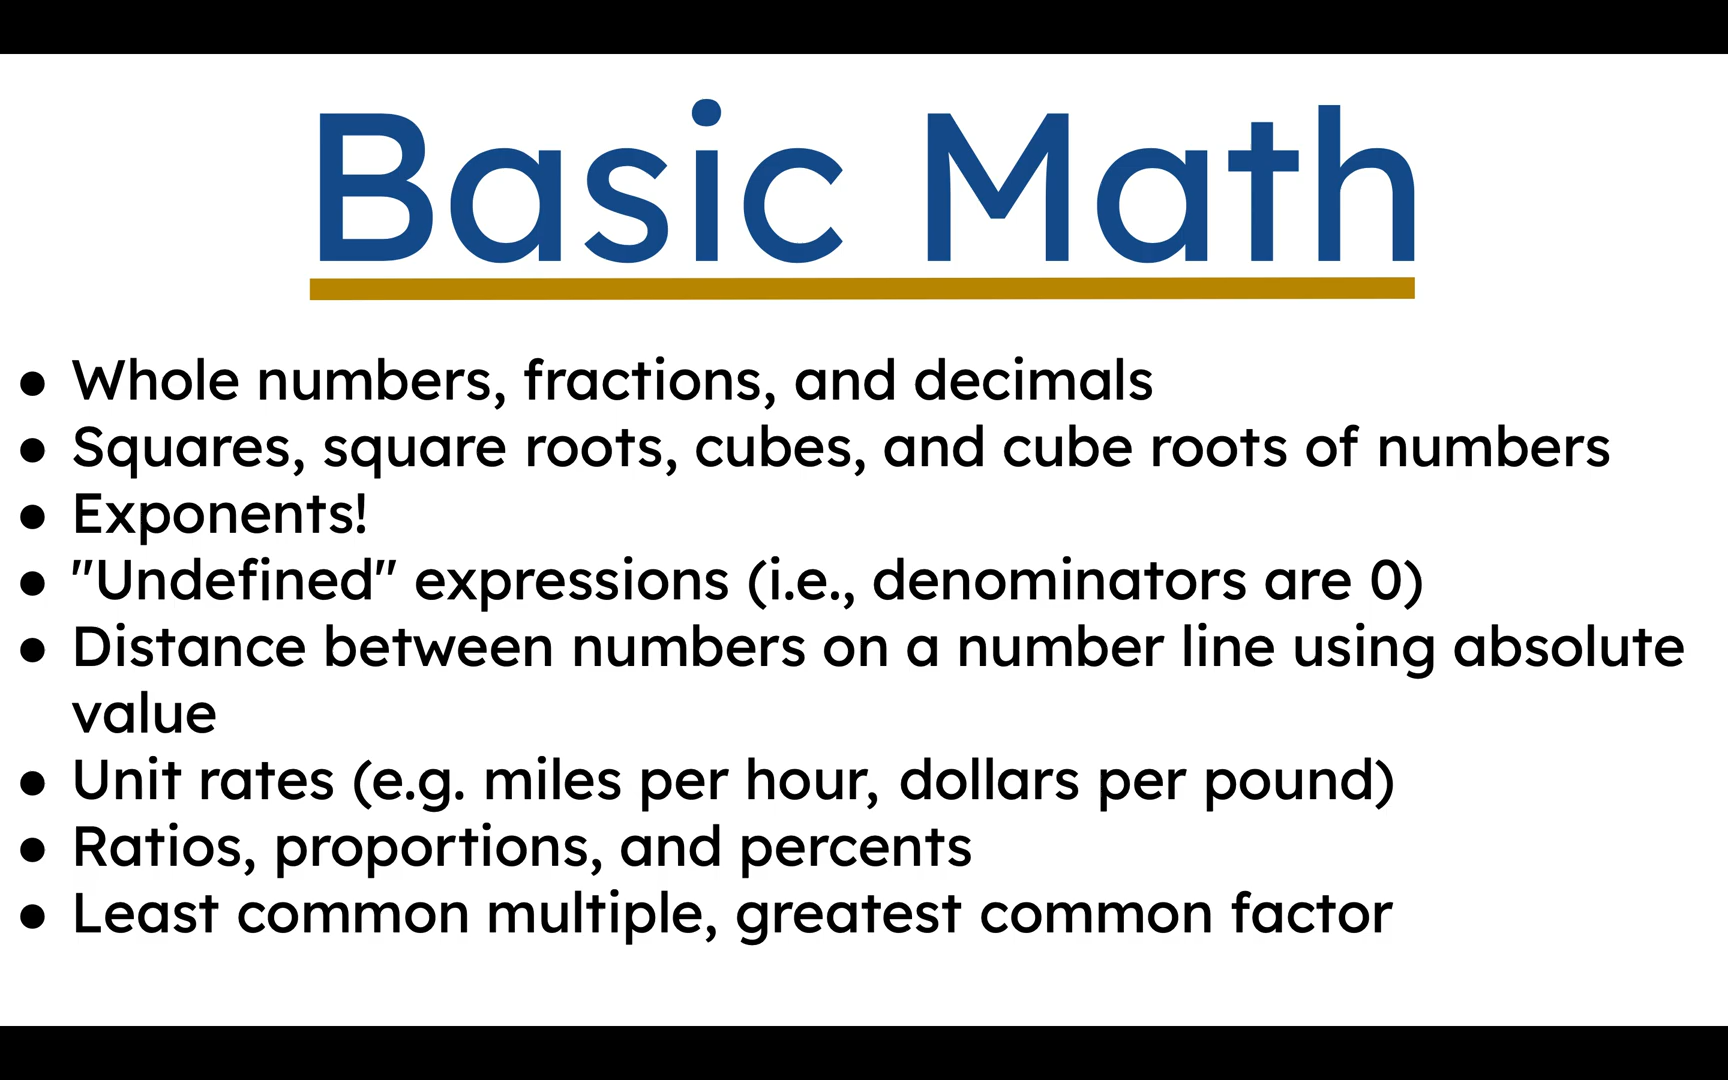 Basic Math
● Whole numbers, fractions, and decimals
● Squares, square roots, cubes, and cube roots of numbers
● Exponents!
● "Undefined" expressions (i.e., denominators are 0)
● Distance between numbers on a number line using absolute
value
● Unit rates (e.g. miles per hour, dollars per pound)
● Ratios, proportions, and percents
● Least common multiple, greatest common factor